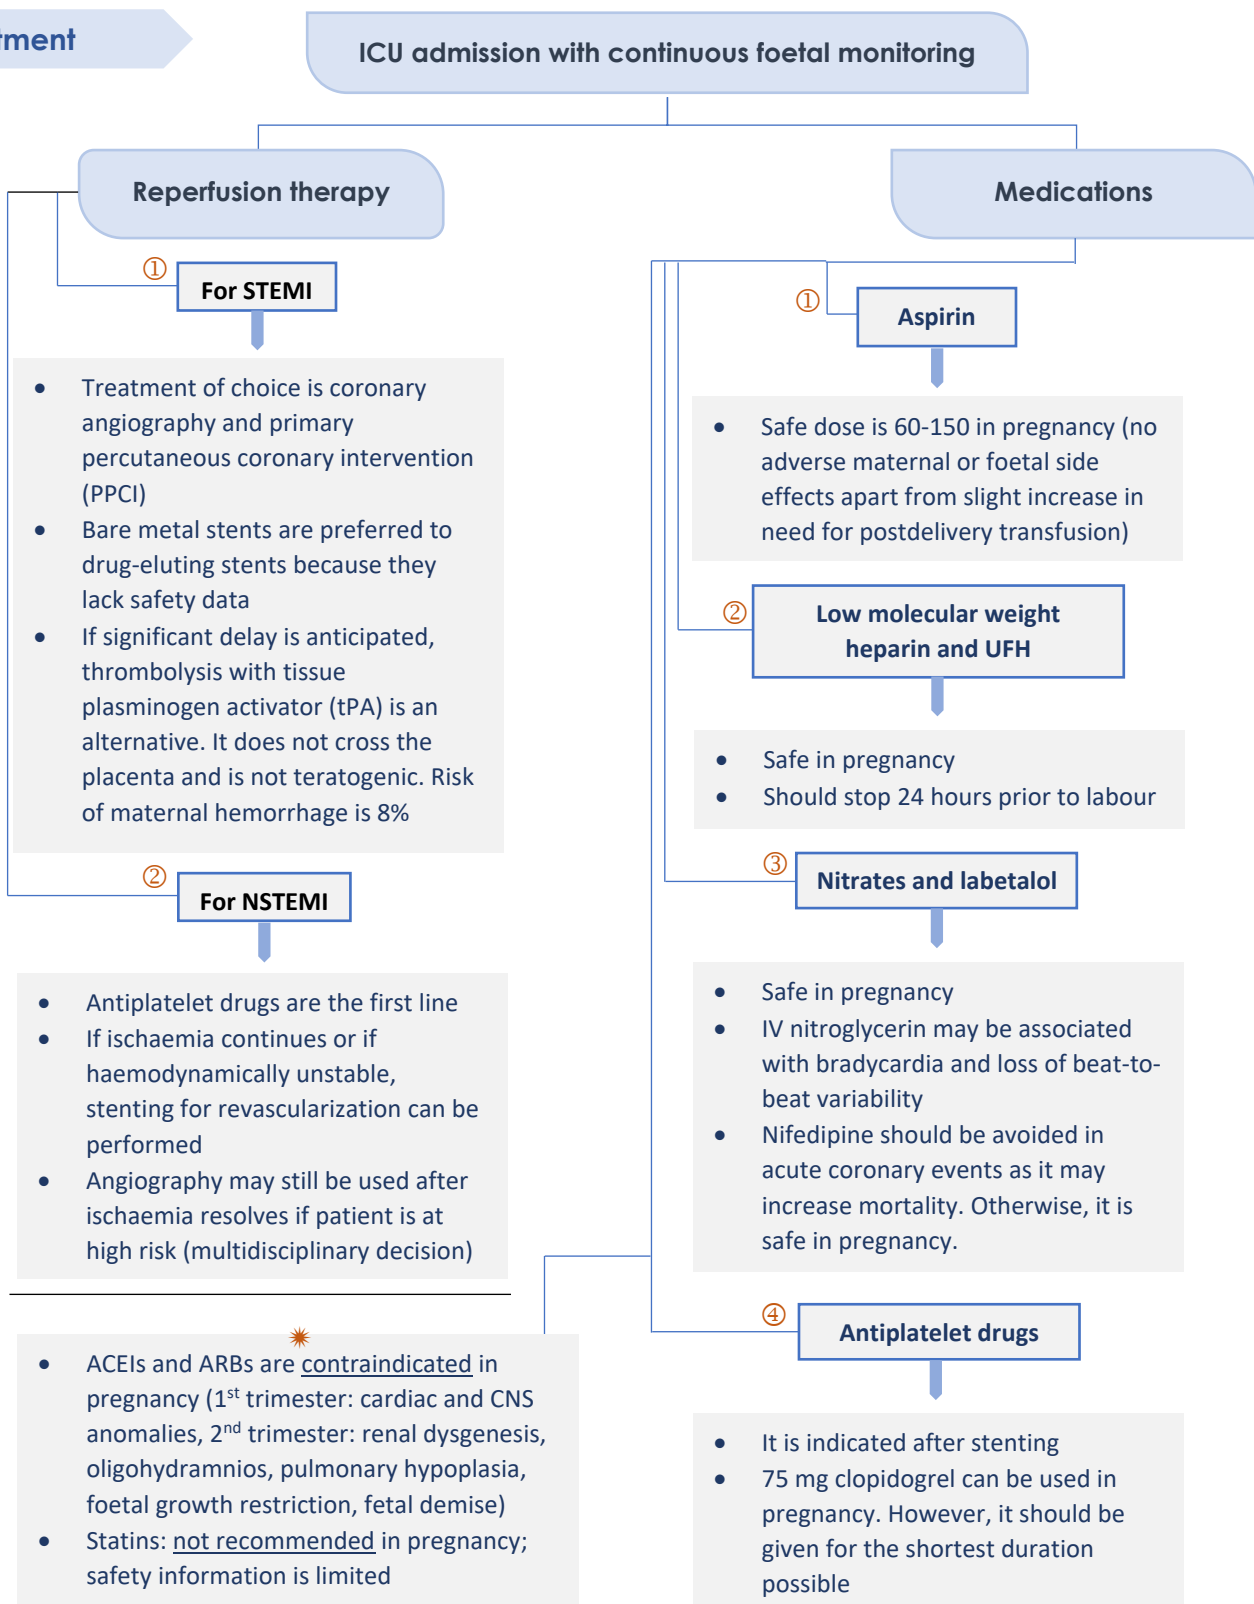 tment
ICU admission with continuous foetal monitoring
Reperfusion therapy
①
For STEMI
• Treatment of choice is coronary
angiography and primary
percutaneous coronary intervention
(PPCI)
• Bare metal stents are preferred to
drug-eluting stents because they
lack safety data
• If significant delay is anticipated,
thrombolysis with tissue
plasminogen activator (tPA) is an
alternative. It does not cross the
placenta and is not teratogenic. Risk
of maternal hemorrhage is 8%
②
For NSTEMI
• Antiplatelet drugs are the first line
• If ischaemia continues or if
haemodynamically unstable,
stenting for revascularization can be
performed
• Angiography may still be used after
ischaemia resolves if patient is at
high risk (multidisciplinary decision)
• ACEIs and ARBs are contraindicated in
pregnancy (1st trimester: cardiac and CNS
anomalies, 2nd trimester: renal dysgenesis,
oligohydramnios, pulmonary hypoplasia,
foetal growth restriction, fetal demise)
• Statins: not recommended in pregnancy;
safety information is limited
Medications
①
Aspirin
• Safe dose is 60-150 in pregnancy (no
adverse maternal or foetal side
effects apart from slight increase in
need for postdelivery transfusion)
②
Low molecular weight
heparin and UFH
• Safe in pregnancy
• Should stop 24 hours prior to labour
③
Nitrates and labetalol
• Safe in pregnancy
• IV nitroglycerin may be associated
with bradycardia and loss of beat-to-
beat variability
• Nifedipine should be avoided in
acute coronary events as it may
increase mortality. Otherwise, it is
safe in pregnancy.
④
Antiplatelet drugs
• It is indicated after stenting
• 75 mg clopidogrel can be used in
pregnancy. However, it should be
given for the shortest duration
possible